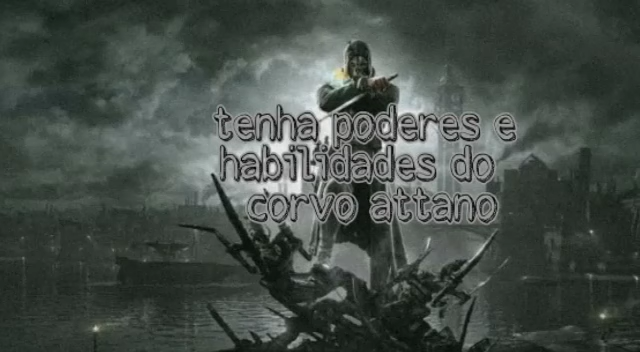 tenha poderes e
habilidades do
corvo attano